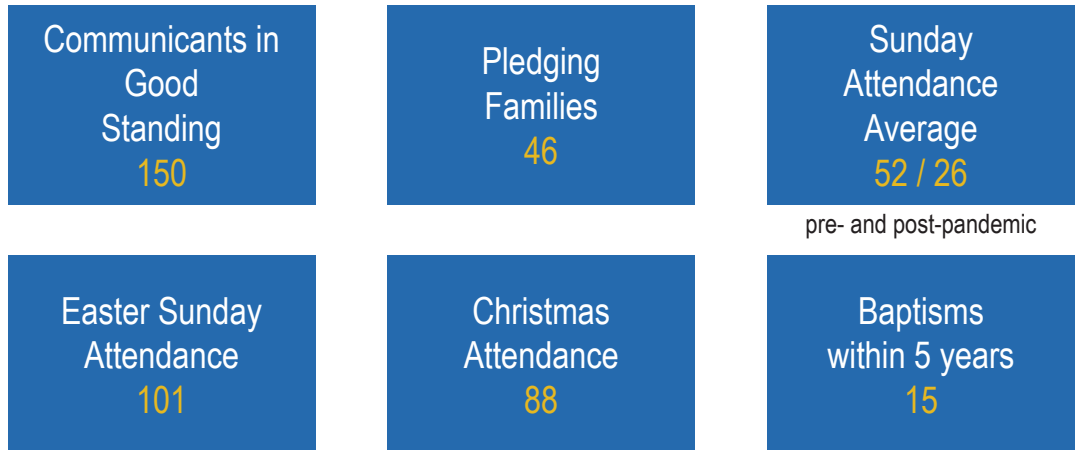 Communicants in
Good
Standing
150
Pledging
Families
46
Sunday
Attendance
Average
52 / 26
pre- and post-pandemic
Easter Sunday
Attendance
101
Christmas
Attendance
88
Baptisms
within 5 years
15